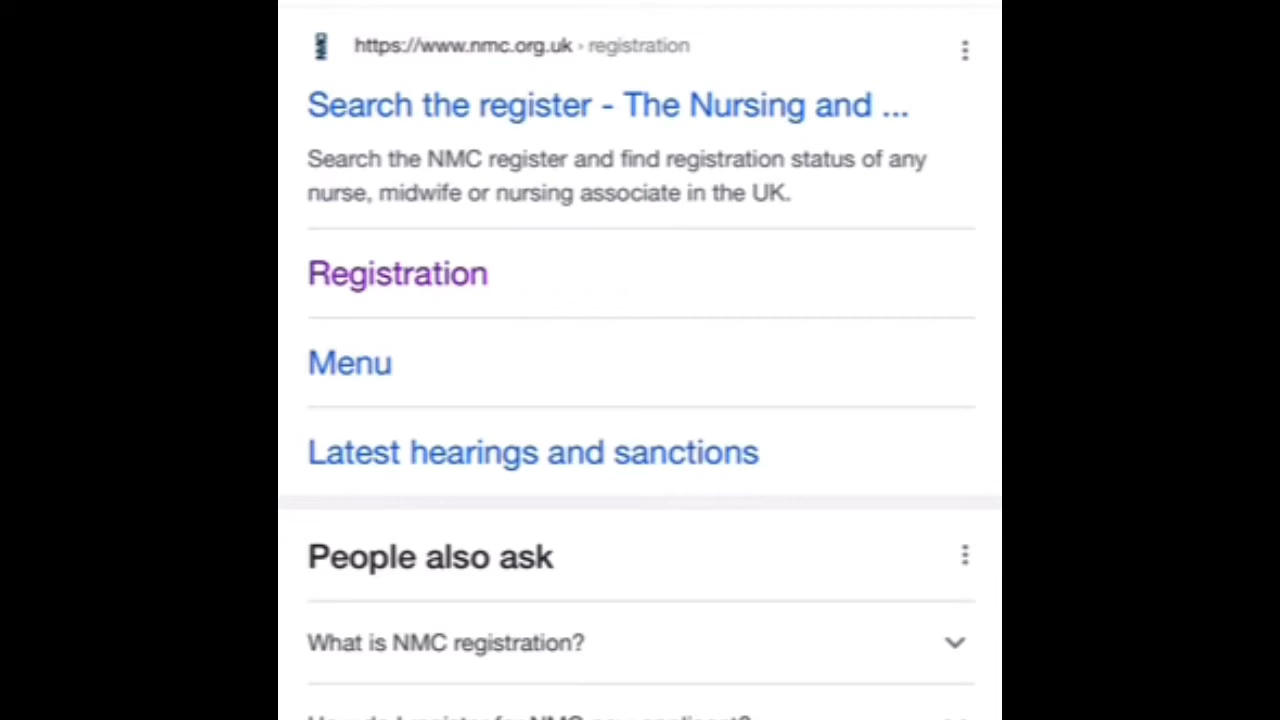 https://www.nmc.org.uk › registration
Search the register - The Nursing and ...
Search the NMC register and find registration status of any
nurse, midwife or nursing associate in the UK.
Registration
Menu
Latest hearings and sanctions
People also ask
What is NMC registration?